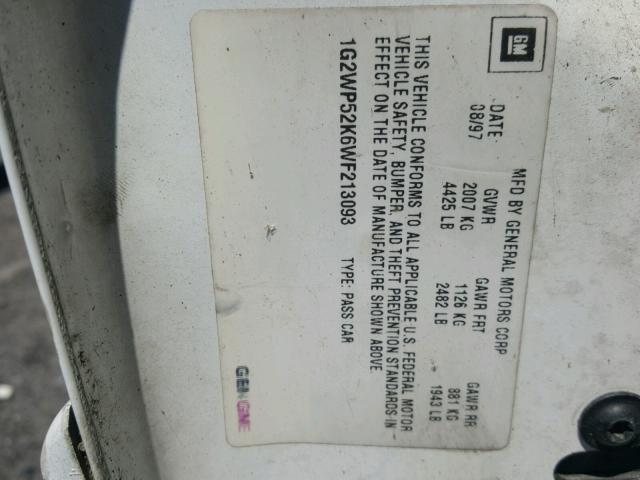 GM
MFD BY GENERAL MOTORS CORP
DATE GVWR GAWR FRT GAWR RR
08/97 2007 KG 1126 KG 881 KG
4425 LB 2482 LB 1943 LB
THIS VEHICLE CONFORMS TO ALL APPLICABLE U.S. FEDERAL MOTOR
VEHICLE SAFETY, BUMPER, AND THEFT PREVENTION STANDARDS IN
EFFECT ON THE DATE OF MANUFACTURE SHOWN ABOVE
1G2WP52K6WF213093 TYPE: PASS CAR